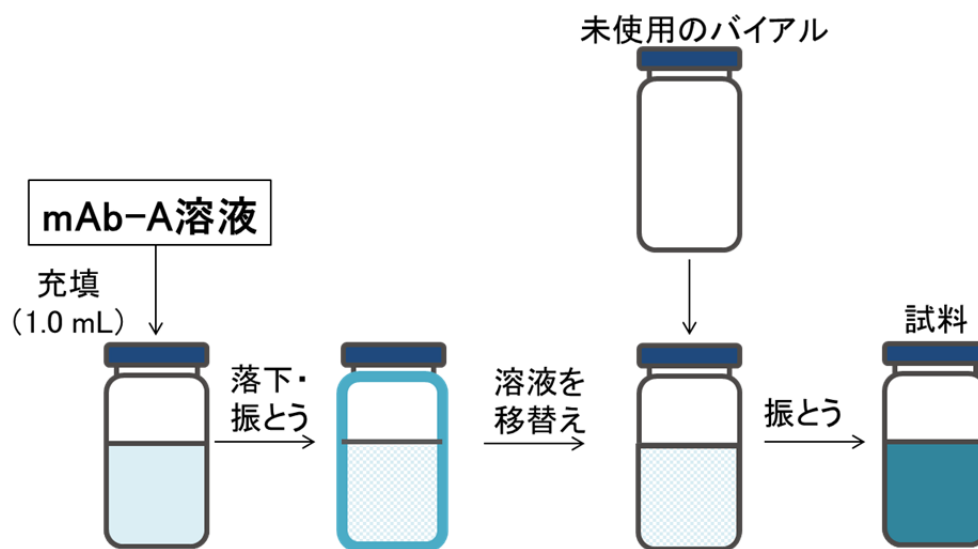 未使用のバイアル
mAb-A溶液
充填
（1.0 mL）
落下・
振とう
溶液を
移替え
振とう
試料